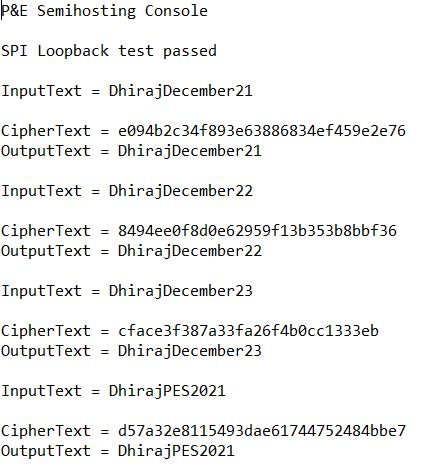 P&E Semihosting Console
SPI Loopback test passed
InputText = DhirajDecember21
CipherText = e094b2c34f893e63886834ef459e2e76
OutputText = DhirajDecember21
InputText = DhirajDecember22
CipherText = 8494ee0f8d0e62959f13b353b8bbf36
OutputText = DhirajDecember22
InputText = DhirajDecember23
CipherText = cface3f387a33fa26f4b0cc1333eb
OutputText = DhirajDecember23
InputText = DhirajPES2021
CipherText = d57a32e8115493dae61744752484bbe7
OutputText = DhirajPES2021